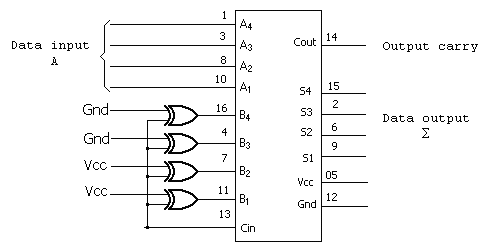 Data input
A
1
3
8
10
A4
A3
A2
A1
Gnd
Gnd
Vcc
Vcc
16
4
7
11
13
B4
B3
B2
B1
Cin
Cout
S4
S3
S2
S1
Vcc
Gnd
14
15
2
6
9
05
12
Output carry
Data output
Σ